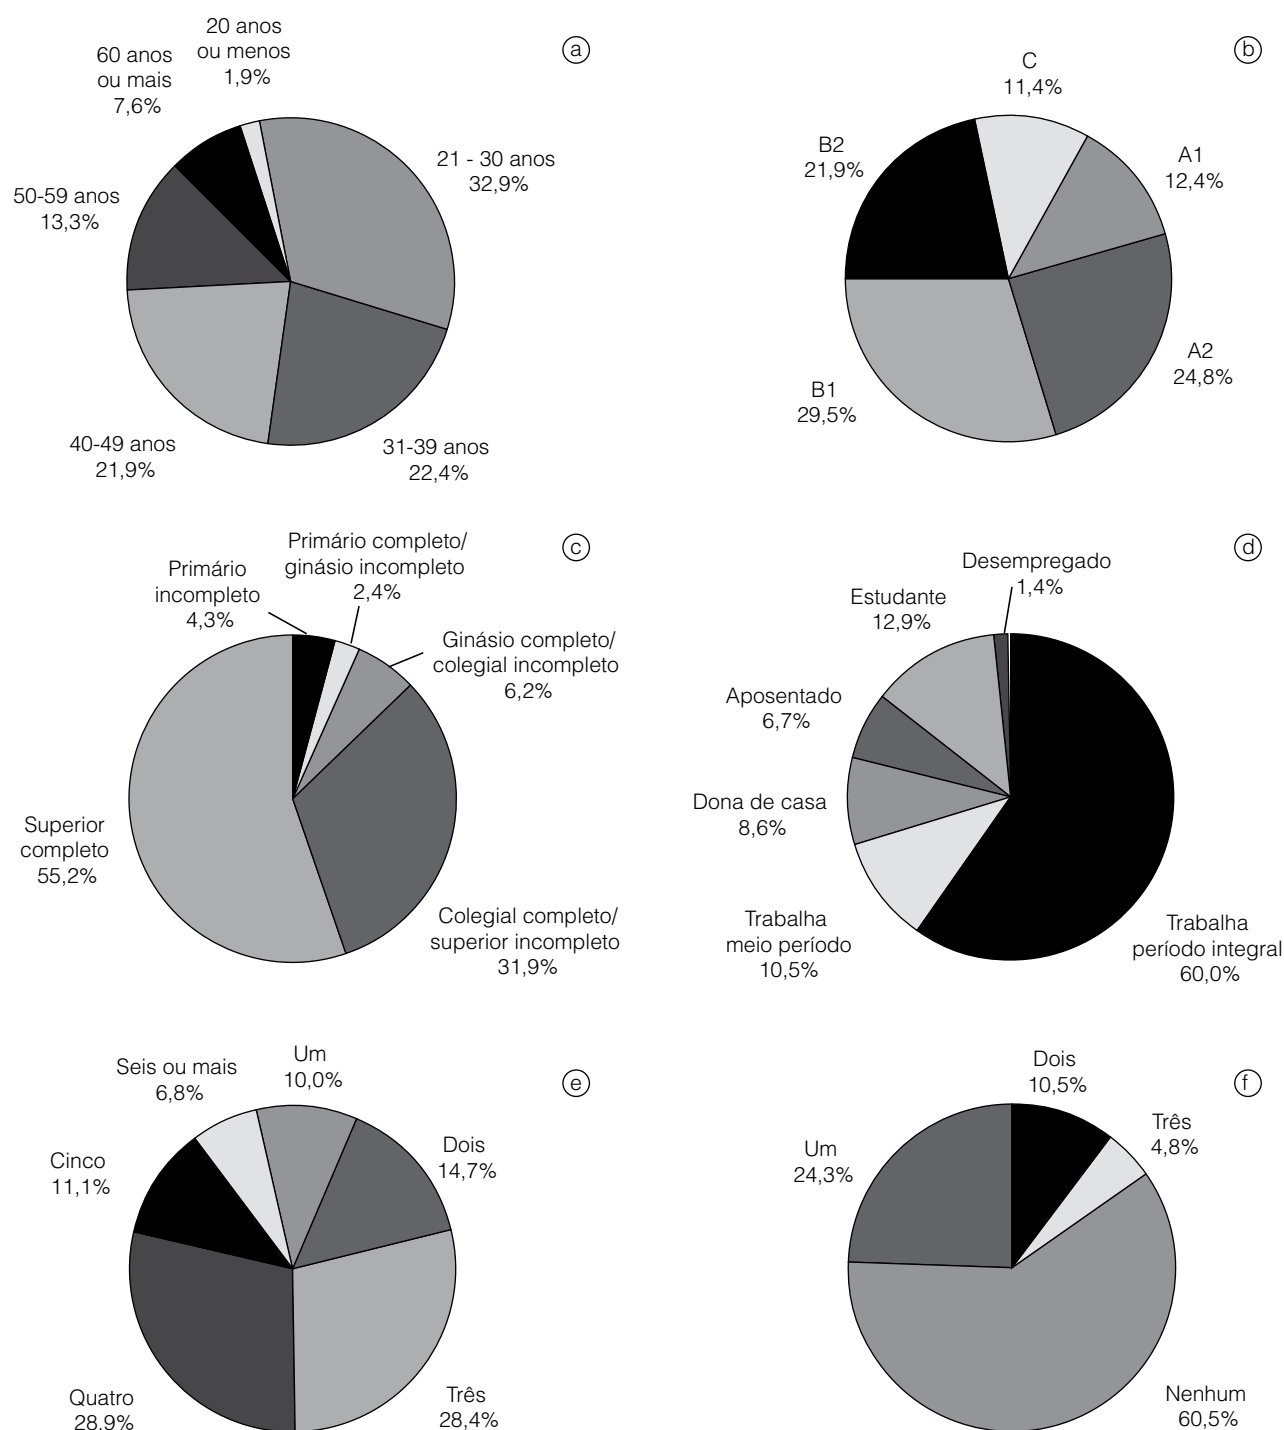 20 anos
ou menos
1,9%
60 anos
ou mais
7,6%
a
21 - 30 anos
32,9%
50-59 anos
13,3%
40-49 anos
21,9%
31-39 anos
22,4%
b
C
11,4%
B2
21,9%
A1
12,4%
A2
24,8%
B1
29,5%
c
Primário completo/
ginásio incompleto
2,4%
Primário
incompleto
4,3%
Ginásio completo/
colegial incompleto
6,2%
Superior
completo
55,2%
Colegial completo/
superior incompleto
31,9%
d
Desempregado
1,4%
Estudante
12,9%
Aposentado
6,7%
Dona de casa
8,6%
Trabalha
meio período
10,5%
Trabalha
período integral
60,0%
e
Um
10,0%
Seis ou mais
6,8%
Dois
14,7%
Cinco
11,1%
Quatro
28,9%
Três
28,4%
f
Dois
10,5%
Três
4,8%
Um
24,3%
Nenhum
60,5%